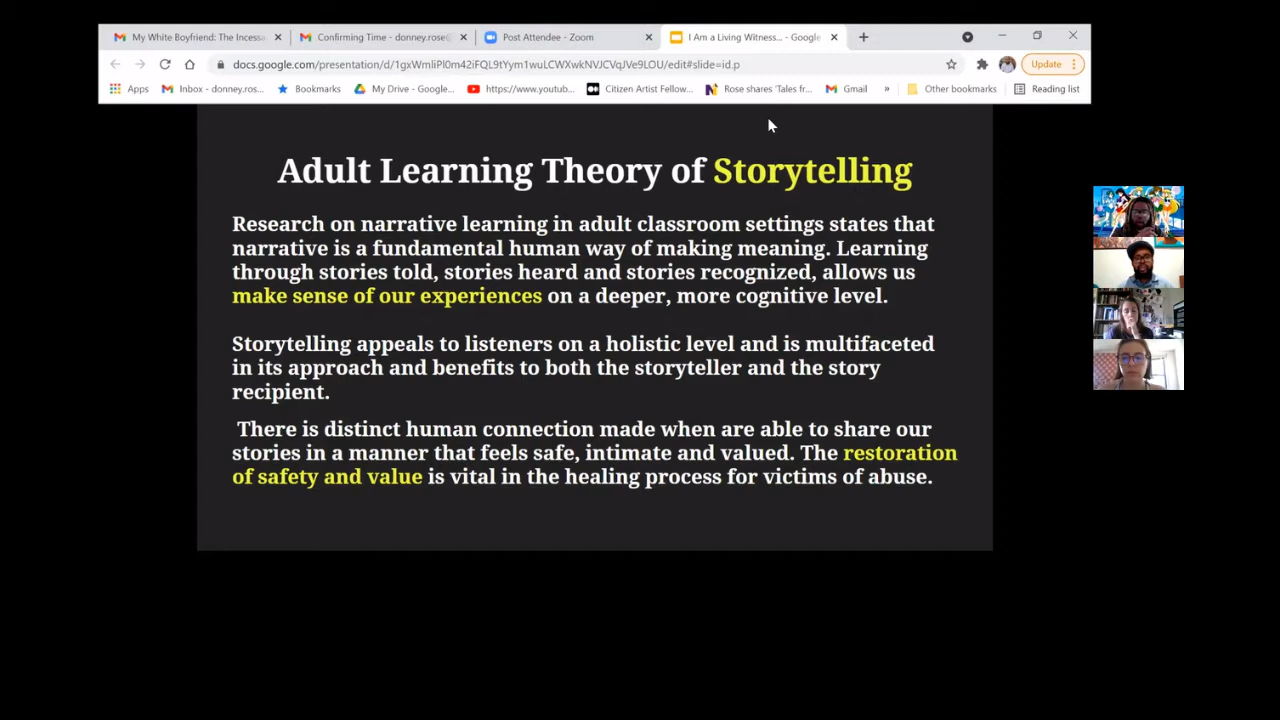 My White Boyfriend: The Incessa
Confirming Time - donney.rose@
Post Attendee - Zoom
I Am a Living Witness... - Google
docs.google.com/presentation/d/1gxWmliPl0m42iFQL9tYym1wuLCWXwkNVJCVqJVe9LOU/edit#slide=id.p
Update
Apps
Inbox - donney.ros...
Bookmarks
My Drive - Google...
https://www.youtub...
Citizen Artist Fellow...
Rose shares 'Tales fr...
Gmail
»
Other bookmarks
Reading list
Adult Learning Theory of Storytelling
Research on narrative learning in adult classroom settings states that
narrative is a fundamental human way of making meaning. Learning
through stories told, stories heard and stories recognized, allows us
make sense of our experiences on a deeper, more cognitive level.
Storytelling appeals to listeners on a holistic level and is multifaceted
in its approach and benefits to both the storyteller and the story
recipient.
There is distinct human connection made when are able to share our
stories in a manner that feels safe, intimate and valued. The restoration
of safety and value is vital in the healing process for victims of abuse.